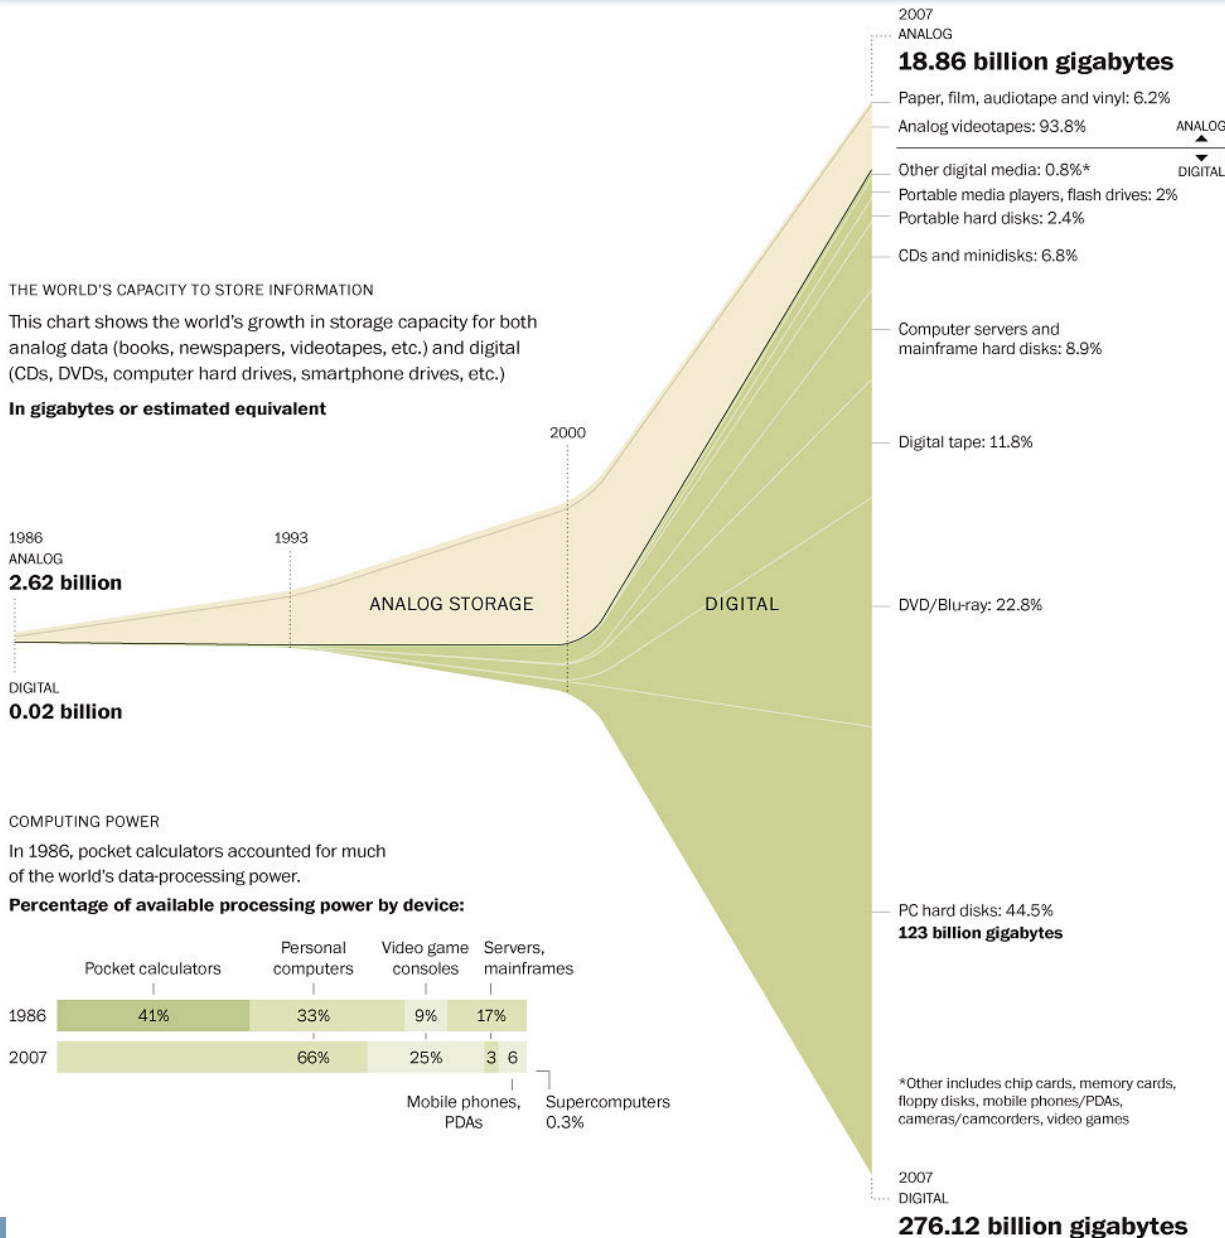 2007
ANALOG
18.86 billion gigabytes
Paper, film, audiotape and vinyl: 6.2%
Analog videotapes: 93.8%
ANALOG
DIGITAL
Other digital media: 0.8%*
Portable media players, flash drives: 2%
Portable hard disks: 2.4%
CDs and minidisks: 6.8%
Computer servers and
mainframe hard disks: 8.9%
Digital tape: 11.8%
DVD/Blu-ray: 22.8%
PC hard disks: 44.5%
123 billion gigabytes
*Other includes chip cards, memory cards,
floppy disks, mobile phones/PDAs,
cameras/camcorders, video games
2007
DIGITAL
276.12 billion gigabytes
THE WORLD'S CAPACITY TO STORE INFORMATION
This chart shows the world's growth in storage capacity for both
analog data (books, newspapers, videotapes, etc.) and digital
(CDs, DVDs, computer hard drives, smartphone drives, etc.)
In gigabytes or estimated equivalent
2000
1993
1986
ANALOG
2.62 billion
ANALOG STORAGE
DIGITAL
DIGITAL
0.02 billion
COMPUTING POWER
In 1986, pocket calculators accounted for much
of the world's data-processing power.
Percentage of available processing power by device:
Pocket calculators
Personal
computers
Video game
consoles
Servers,
mainframes
1986 41% 33% 9% 17%
2007 66% 25% 3 6
Mobile phones,
PDAs
Supercomputers
0.3%